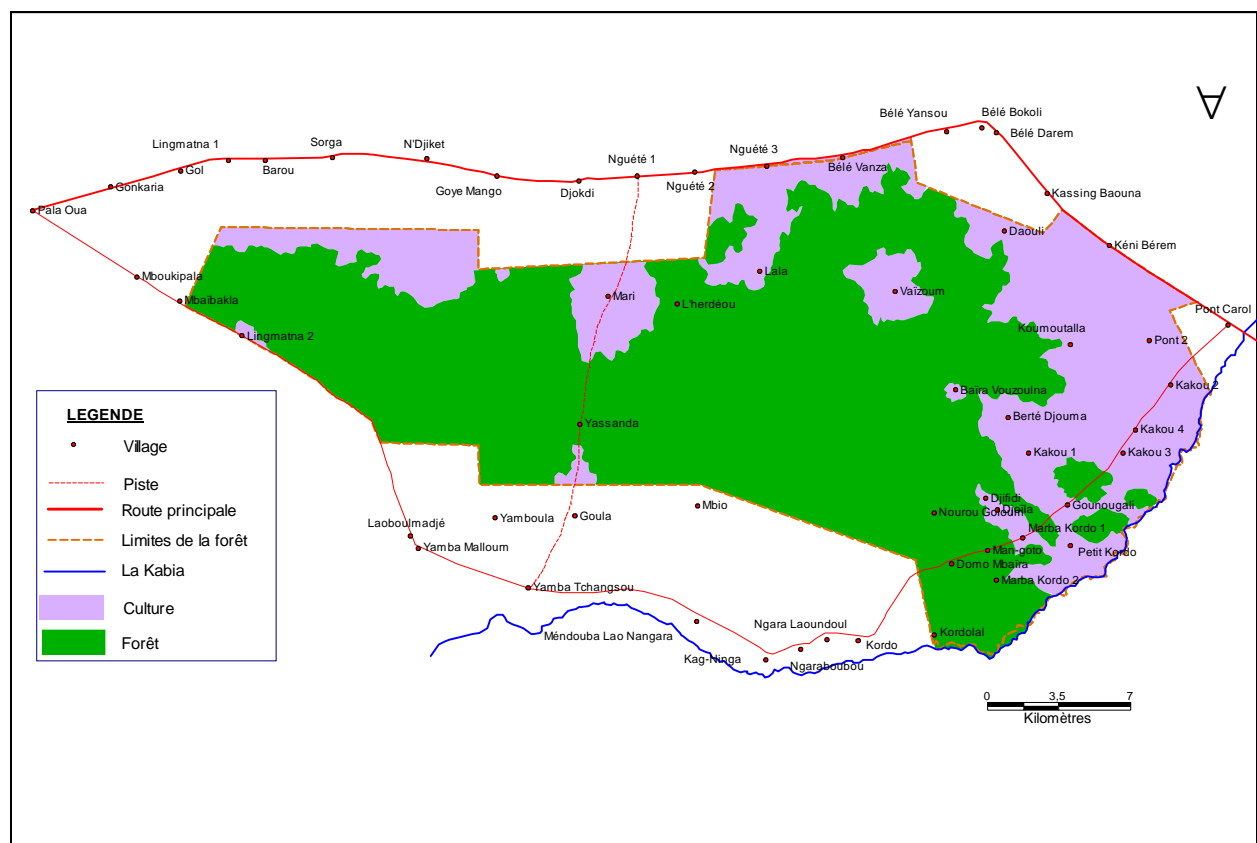 Bélé Yansou
Bélé Bokoli
Bélé Darem
Lingmatna 1
Sorga
N'Djiket
Nguété 1
Nguété 3
Gol
Barou
Goye Mango
Djokdi
Nguété 2
Bélé Vanza
Gonkaria
Kassing Baouna
Pala Oua
Daouli
Kéni Bérem
Mboukipala
Lala
Mbaïbakla
Mari
L'herdéou
Vaïzoum
Pont Carol
Lingmatna 2
Koumoutalla
Pont 2
Baïra Vouzoulna
Kakou 2
Berté Djouma
Yassanda
Kakou 4
Kakou 1
Kakou 3
Djifidi
Mbio
Djoïla
Gounougali
Nourou Goloum
Yamboula
Goula
Laoboulmadjé
Marba Kordo 1
Yamba Malloum
Man-goto
Petit Kordo
Domo Mbaïra
Marba Kordo 2
Yamba Tchangsou
Ngara Laoundoul
Méndouba Lao Nangara
Kordolal
Kordo
Kag-Ninga
Ngaraboubou
LEGENDE
Village
Piste
Route principale
Limites de la forêt
La Kabia
Culture
Forêt
0 3,5 7
Kilomètres